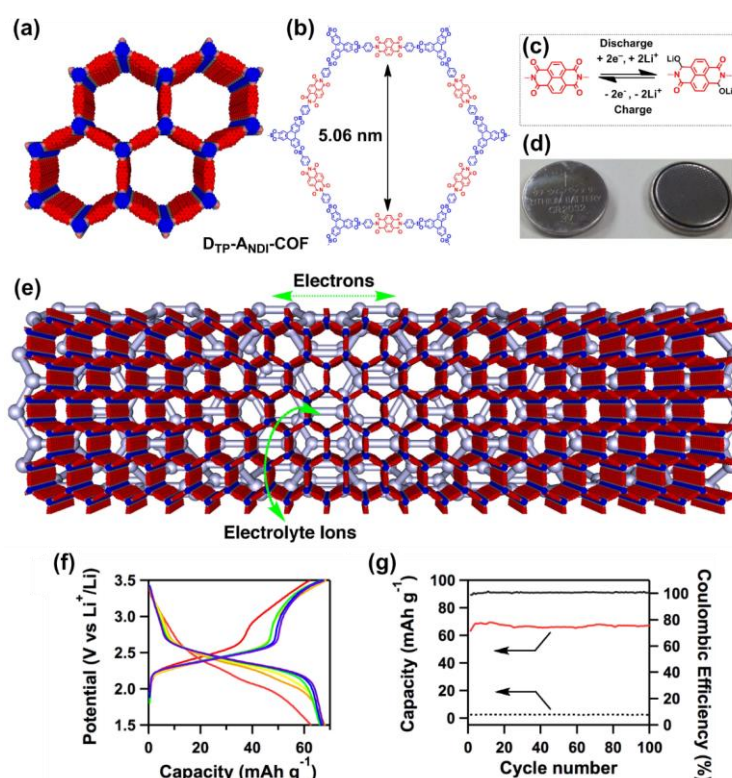 (a)
(b)
5.06 nm
D_TP-A_NDI-COF
(c)
Discharge
+ 2e⁻, + 2Li⁺
- 2e⁻, - 2Li⁺
Charge
LiO
OLi
(d)
LITHIUM BATTERY
CR2032
(e)
Electrons
Electrolyte Ions
(f)
Potential (V vs Li⁺/Li)
3.5
3.0
2.5
2.0
1.5
0 20 40 60
Capacity (mAh g⁻¹)
(g)
Capacity (mAh g⁻¹)
100
80
60
40
20
0
0 20 40 60 80 100
Cycle number
100
80
60
40
20
0
Coulombic Efficiency (%)